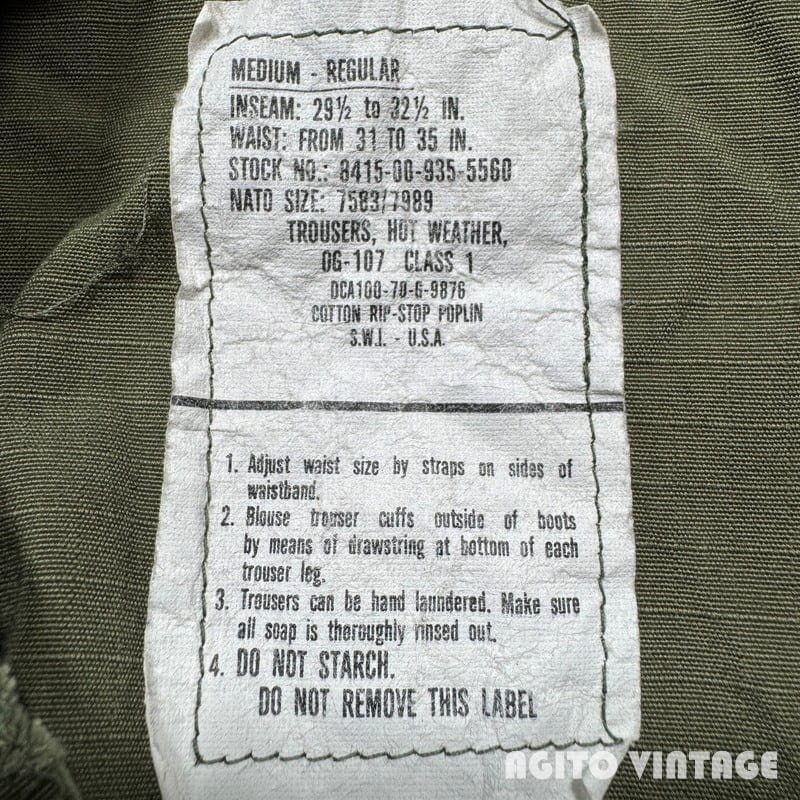 MEDIUM - REGULAR
INSEAM: 29½ to 32½ IN.
WAIST: FROM 31 TO 35 IN.
STOCK NO.: 8415-00-935-5560
NATO SIZE: 7583/7989
TROUSERS, HOT WEATHER,
OG-107 CLASS 1
DCA100-70-G-9876
COTTON RIP-STOP POPLIN
S.W.I. - U.S.A.
1. Adjust waist size by straps on sides of
waistband.
2. Blouse trouser cuffs outside of boots
by means of drawstring at bottom of each
trouser leg.
3. Trousers can be hand laundered. Make sure
all soap is thoroughly rinsed out.
4. DO NOT STARCH.
DO NOT REMOVE THIS LABEL
AGITO VINTAGE